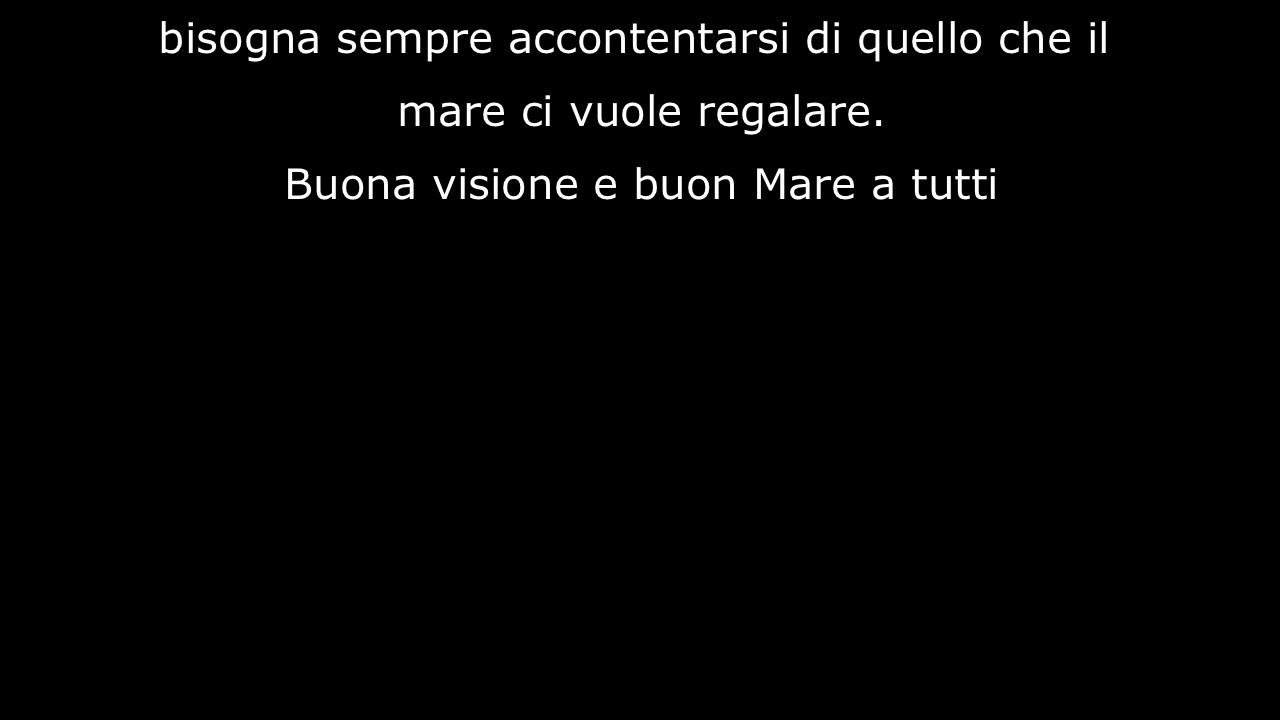 bisogna sempre accontentarsi di quello che il
mare ci vuole regalare.
Buona visione e buon Mare a tutti